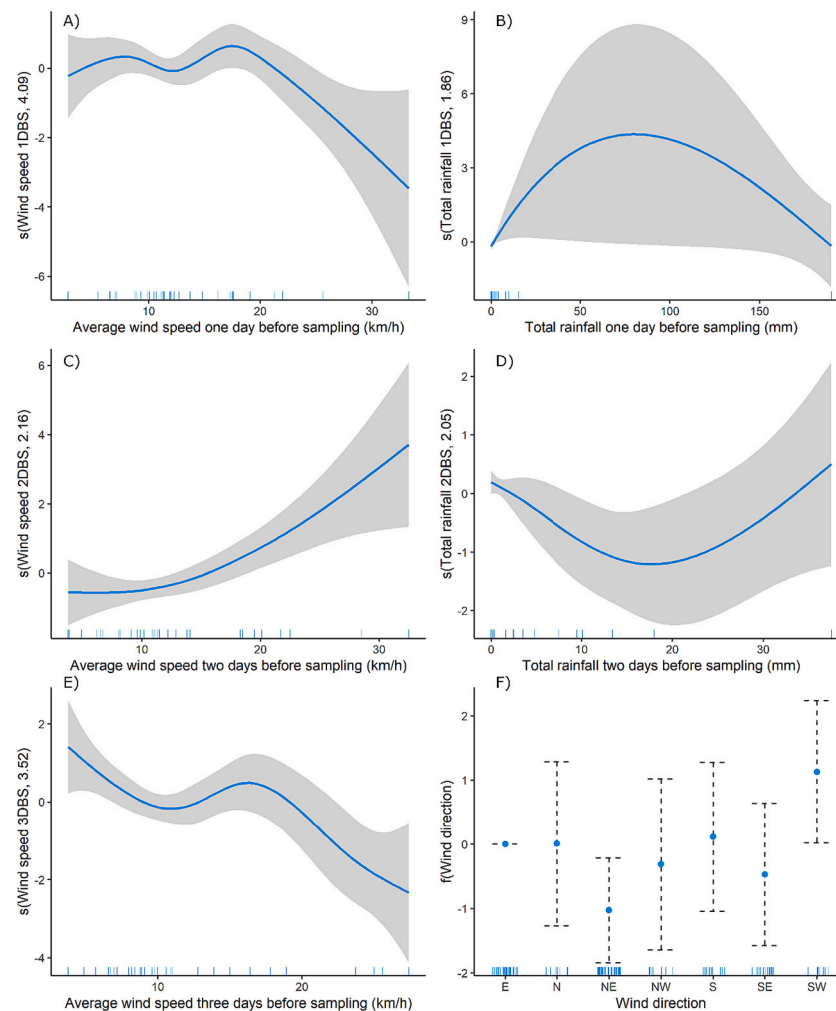 A)
s(Wind speed 1DBS, 4.09)
0
-2
-4
-6
10
20
30
Average wind speed one day before sampling (km/h)
B)
s(Total rainfall 1DBS, 1.86)
9
6
3
0
0
50
100
150
Total rainfall one day before sampling (mm)
C)
s(Wind speed 2DBS, 2.16)
6
4
2
0
10
20
30
Average wind speed two days before sampling (km/h)
D)
s(Total rainfall 2DBS, 2.05)
2
1
0
-1
-2
0
10
20
30
Total rainfall two days before sampling (mm)
E)
s(Wind speed 3DBS, 3.52)
2
0
-2
-4
10
20
Average wind speed three days before sampling (km/h)
F)
f(Wind direction)
2
1
0
-1
-2
E
N
NE
NW
S
SE
SW
Wind direction